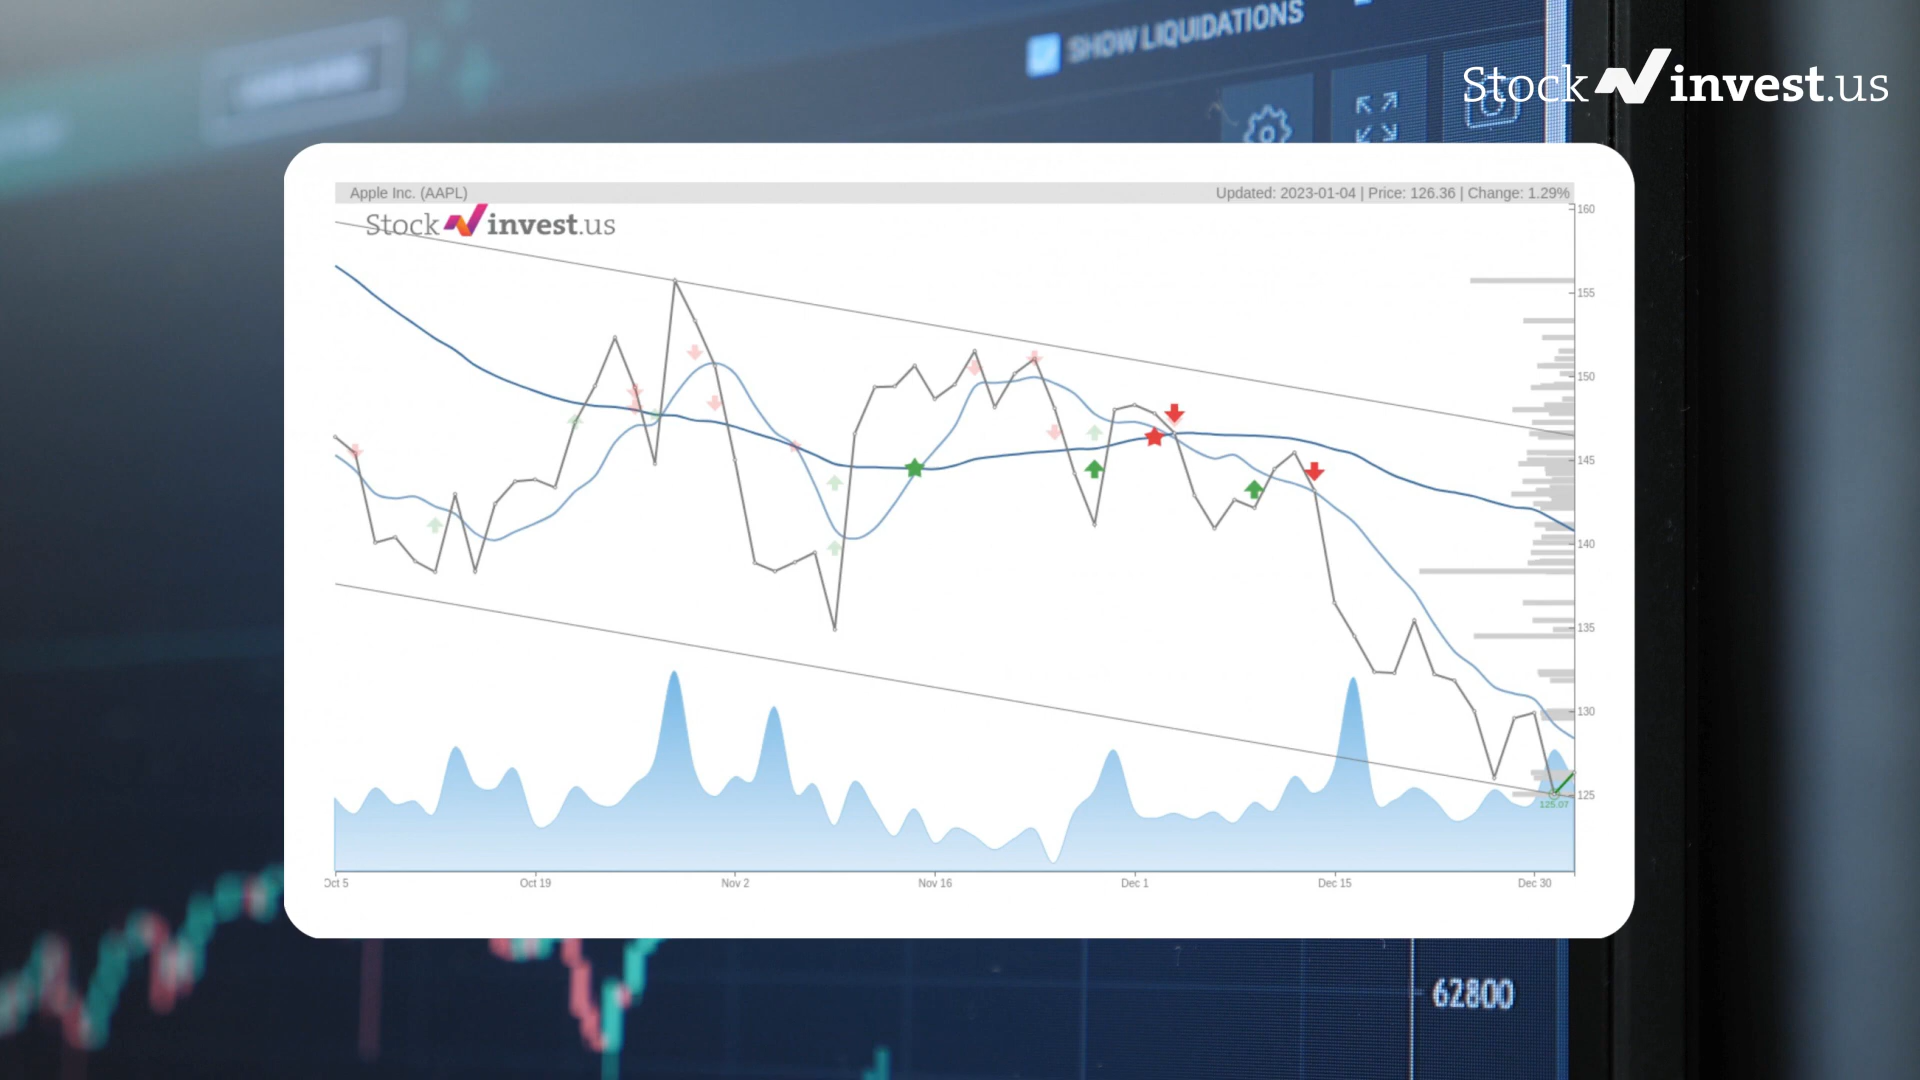 SHOW LIQUIDATIONS
Stock invest.us
Apple Inc. (AAPL)
Updated: 2023-01-04 | Price: 126.36 | Change: 1.29%
Stock invest.us
160
155
150
145
140
135
130
125
125.07
Oct 5
Oct 19
Nov 2
Nov 16
Dec 1
Dec 15
Dec 30
62800